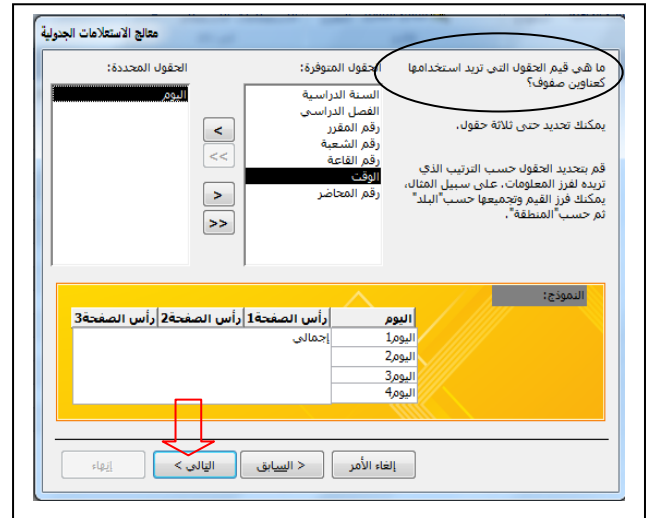 معالج الاستعلامات الجدولية
ما هي قيم الحقول التي تريد استخدامها
كعناوين صفوف؟
يمكنك تحديد حتى ثلاثة حقول.
قم بتحديد الحقول حسب الترتيب الذي
تريده لفرز المعلومات. على سبيل المثال،
يمكنك فرز القيم وتجميعها حسب"البلد"
ثم حسب"المنطقة".
الحقول المتوفرة:
السنة الدراسية
الفصل الدراسي
رقم المقرر
رقم الشعبة
رقم القاعة
الوقت
رقم المحاضر
>
<<
<
>>
الحقول المحددة:
اليوم
النموذج:
اليوم رأس الصفحة1 رأس الصفحة2 رأس الصفحة3
اليوم1 إجمالي
اليوم2
اليوم3
اليوم4
إلغاء الأمر < السابق التالي > إنهاء